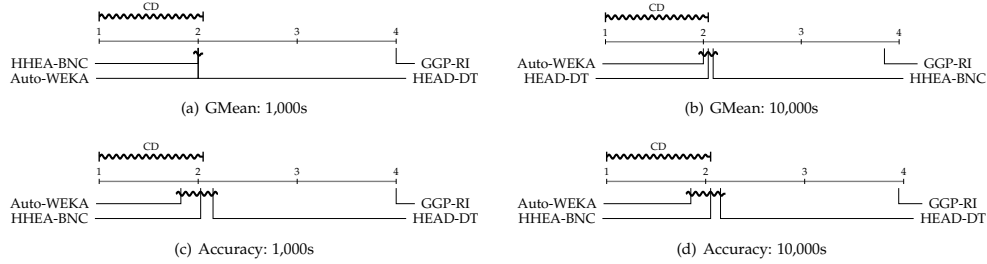 CD
1 2 3 4
HHEA-BNC GGP-RI
Auto-WEKA HEAD-DT
(a) GMean: 1,000s
CD
1 2 3 4
Auto-WEKA GGP-RI
HEAD-DT HHEA-BNC
(b) GMean: 10,000s
CD
1 2 3 4
Auto-WEKA GGP-RI
HHEA-BNC HEAD-DT
(c) Accuracy: 1,000s
CD
1 2 3 4
Auto-WEKA GGP-RI
HHEA-BNC HEAD-DT
(d) Accuracy: 10,000s